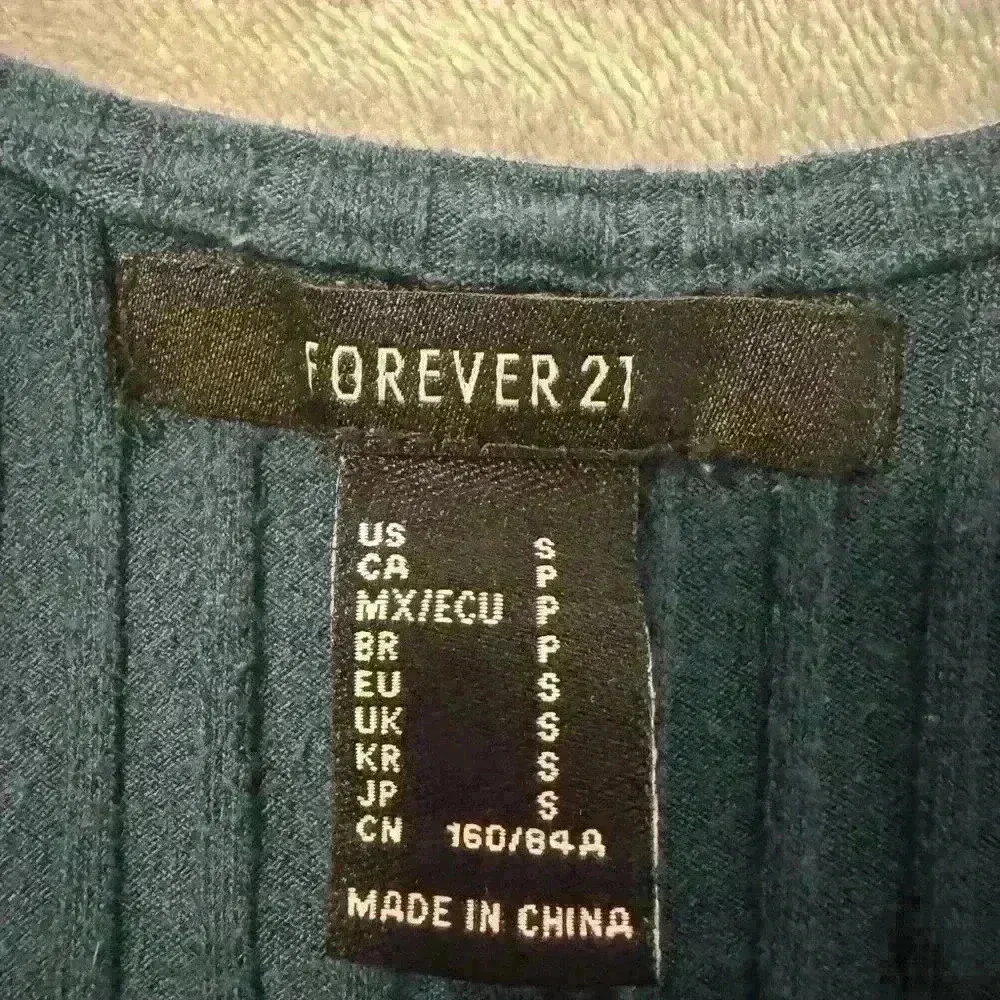 FOREVER 21
US S
CA P
MX/ECU P
BR P
EU S
UK S
KR S
JP S
CN 160/84A
MADE IN CHINA